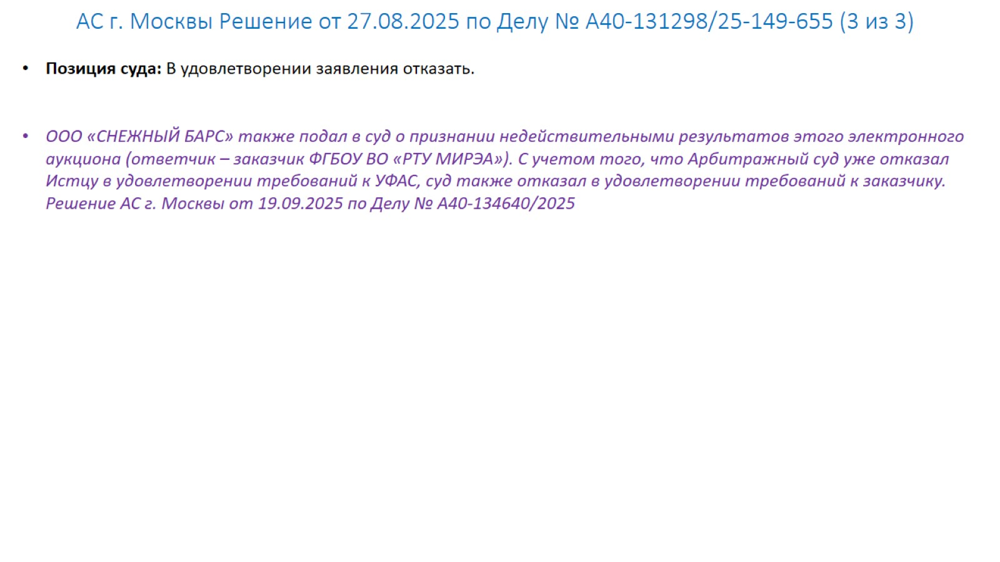 АС г. Москвы Решение от 27.08.2025 по Делу № А40-131298/25-149-655 (3 из 3)
• Позиция суда: В удовлетворении заявления отказать.
• ООО «СНЕЖНЫЙ БАРС» также подал в суд о признании недействительными результатов этого электронного
аукциона (ответчик – заказчик ФГБОУ ВО «РТУ МИРЭА»). С учетом того, что Арбитражный суд уже отказал
Истцу в удовлетворении требований к УФАС, суд также отказал в удовлетворении требований к заказчику.
Решение АС г. Москвы от 19.09.2025 по Делу № А40-134640/2025